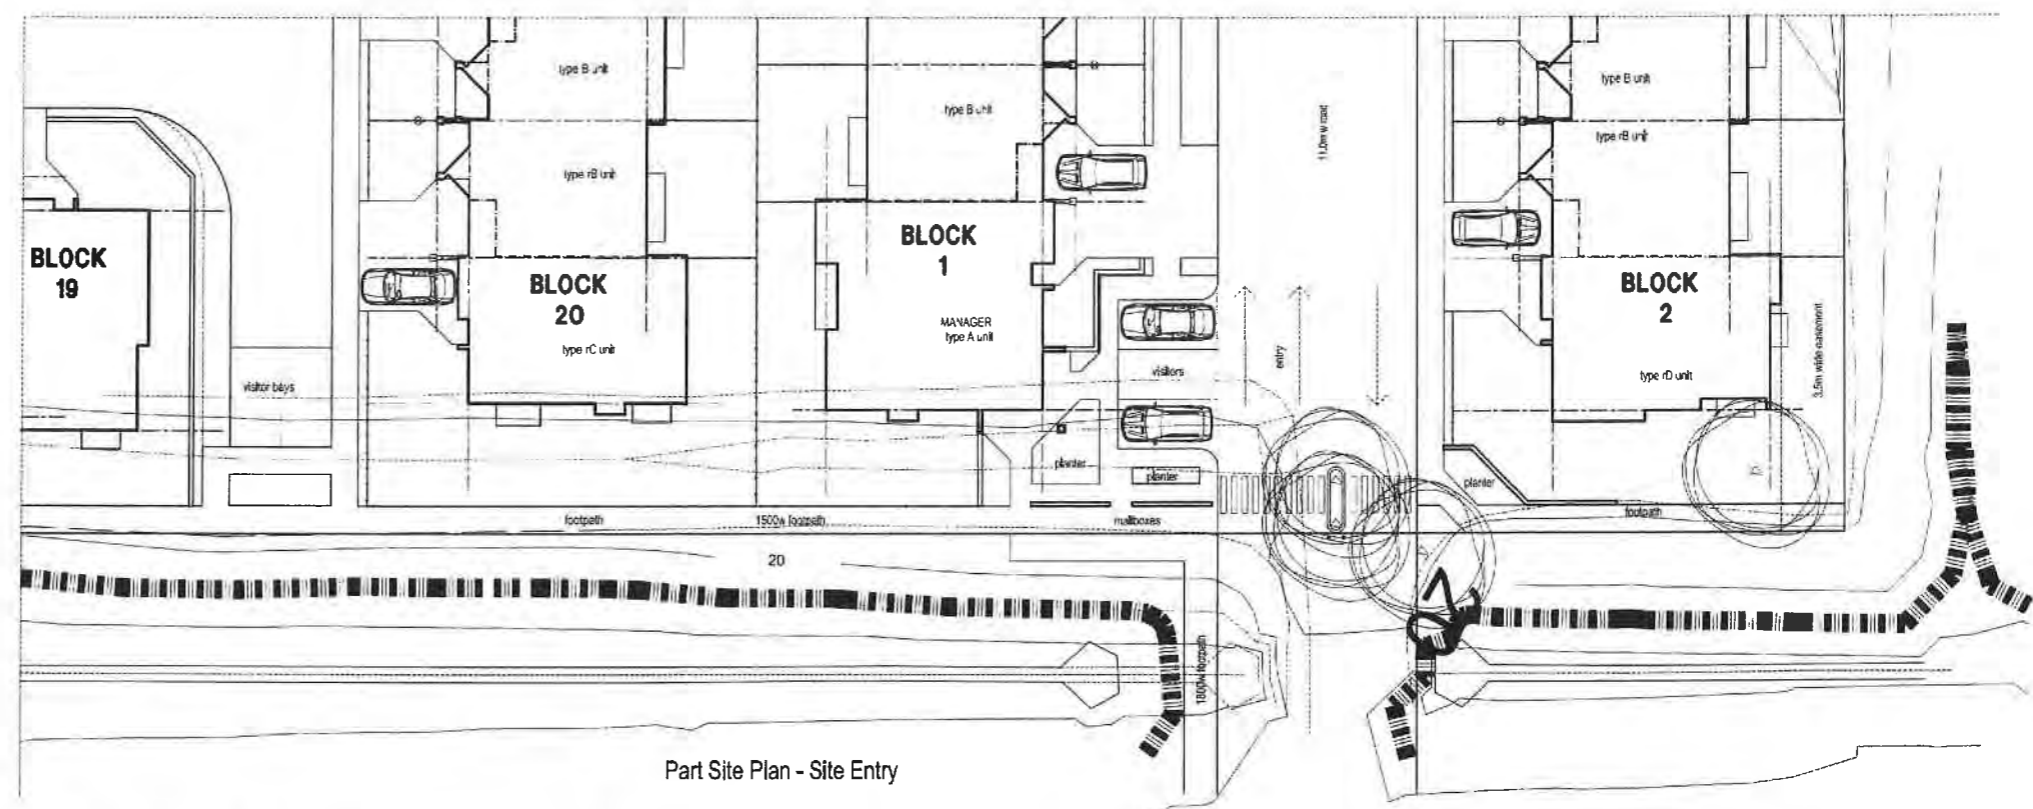 type B unit
type B unit
type B unit
11.0m w road
type rB unit
type rB unit
BLOCK
19
BLOCK
20
type rC unit
BLOCK
1
MANAGER
type A unit
BLOCK
2
type rD unit
3.5m wide easement
visitor bays
visitors
entry
planter
planter
planter
footpath
1500w footpath
mailboxes
footpath
20
1800w footpath
Part Site Plan - Site Entry